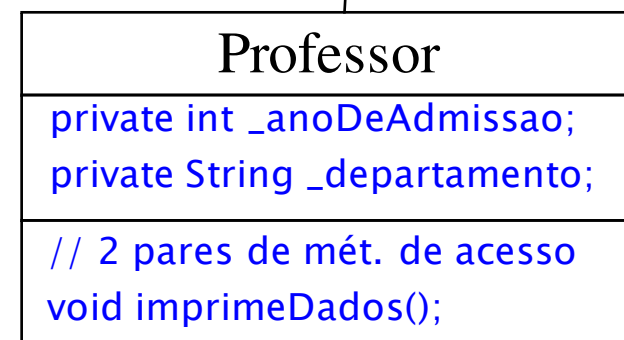 Professor
private int _anoDeAdmissao;
private String _departamento;
// 2 pares de mét. de acesso
void imprimeDados();